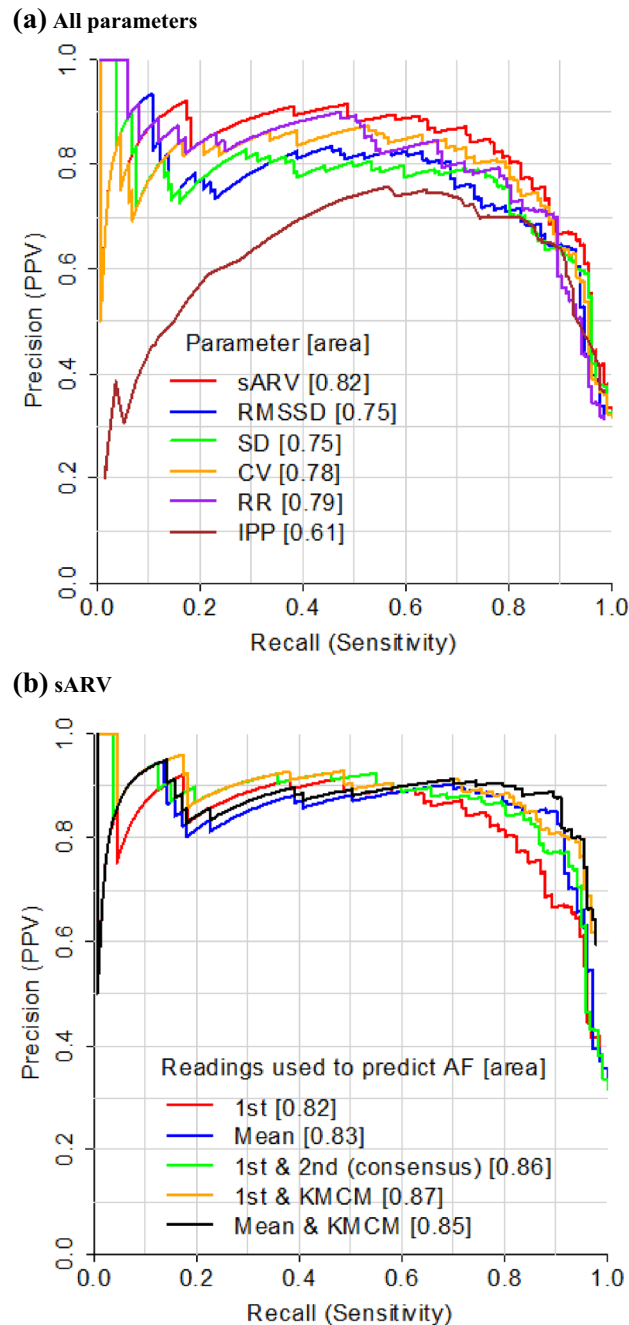 (a) All parameters
1.0
0.8
0.6
0.4
0.2
0.0
Precision (PPV)
Parameter [area]
sARV [0.82]
RMSSD [0.75]
SD [0.75]
CV [0.78]
RR [0.79]
IPP [0.61]
0.0 0.2 0.4 0.6 0.8 1.0
Recall (Sensitivity)
(b) sARV
1.0
0.8
0.6
0.4
0.2
0.0
Precision (PPV)
Readings used to predict AF [area]
1st [0.82]
Mean [0.83]
1st & 2nd (consensus) [0.86]
1st & KMCM [0.87]
Mean & KMCM [0.85]
0.0 0.2 0.4 0.6 0.8 1.0
Recall (Sensitivity)